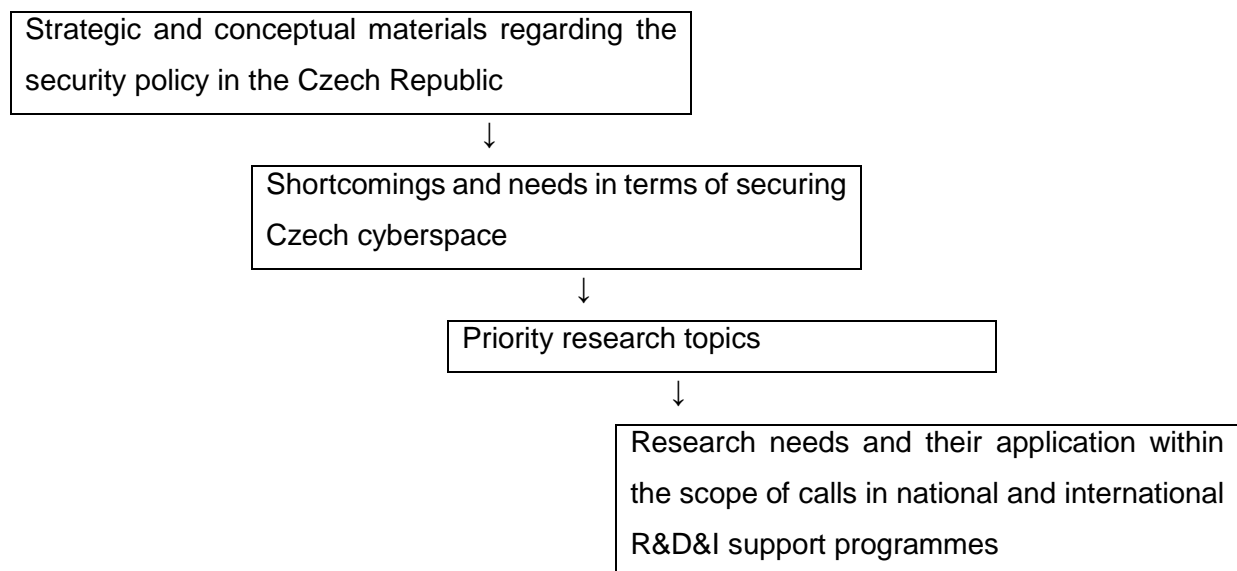 Strategic and conceptual materials regarding the
security policy in the Czech Republic
↓
Shortcomings and needs in terms of securing
Czech cyberspace
↓
Priority research topics
↓
Research needs and their application within
the scope of calls in national and international
R&D&I support programmes